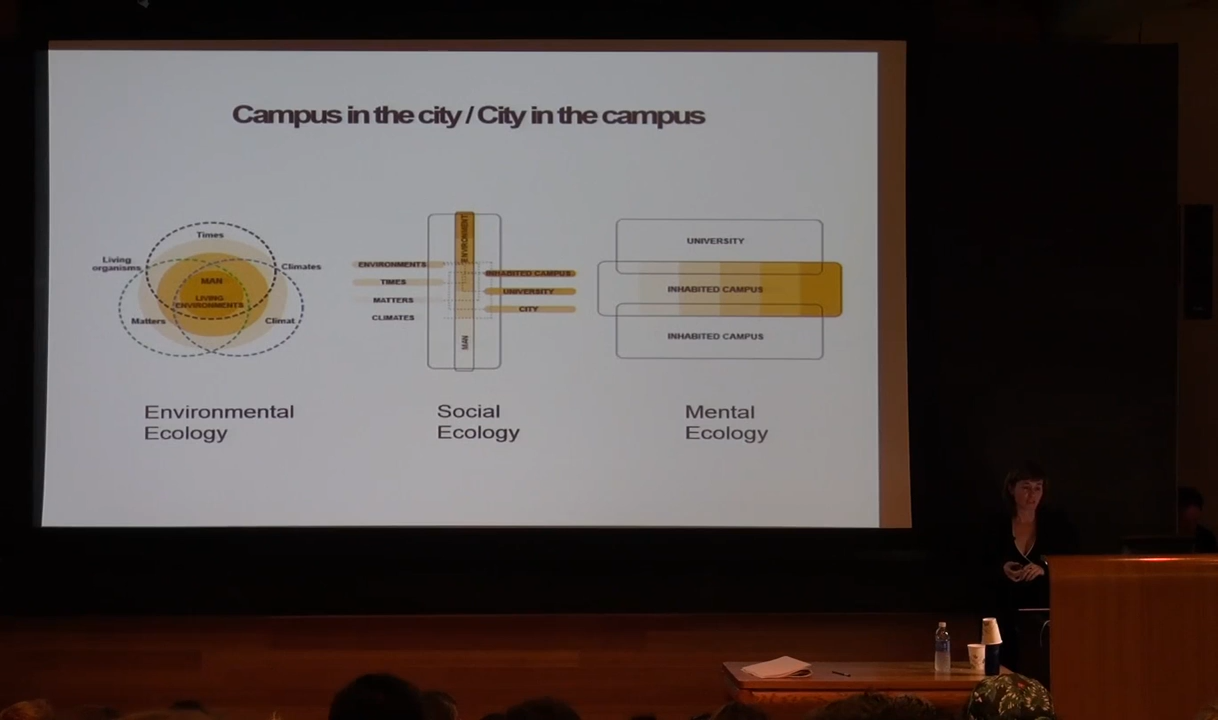 Campus in the city / City in the campus
Times
Living
organisms
Climates
MAN
LIVING
ENVIRONMENTS
Matters
Climat
Environmental
Ecology
ENVIRONMENT
ENVIRONMENTS
TIMES
MATTERS
CLIMATES
INHABITED CAMPUS
UNIVERSITY
CITY
MAN
Social
Ecology
UNIVERSITY
INHABITED CAMPUS
INHABITED CAMPUS
Mental
Ecology